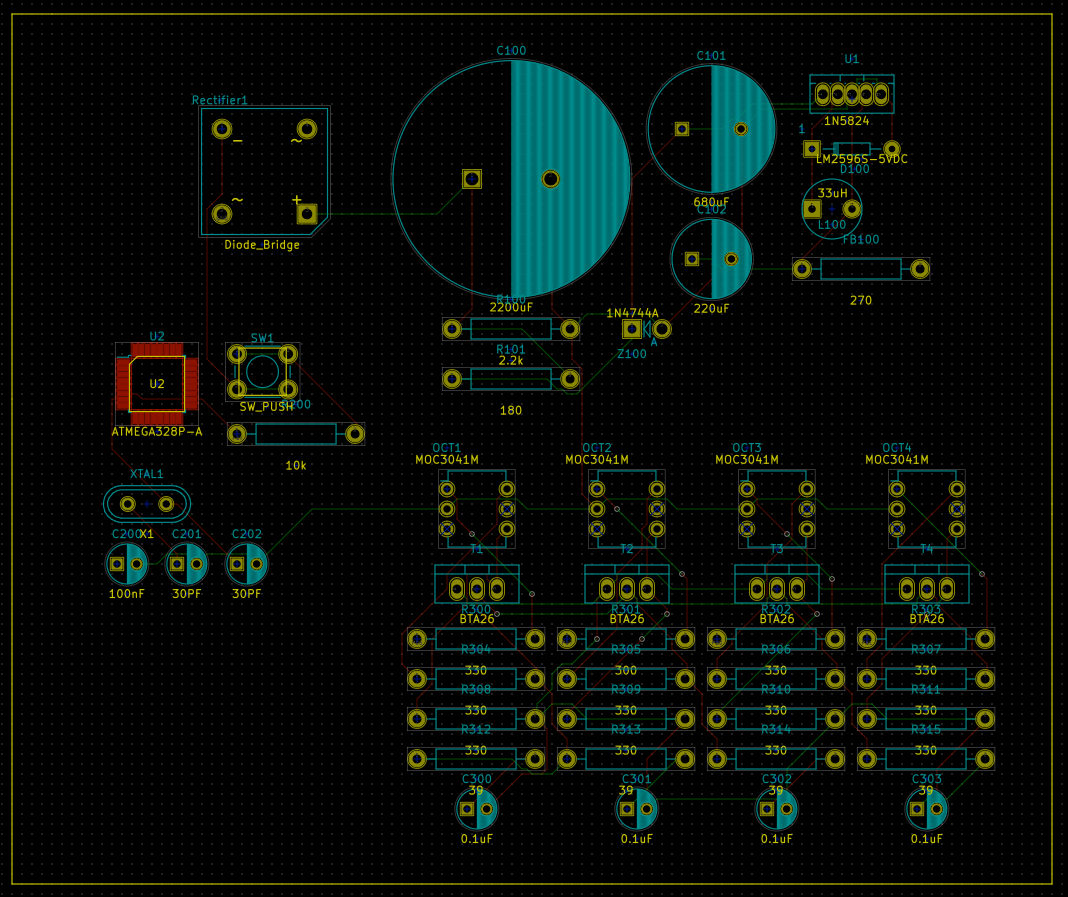 C100
C101
U1
Rectifier1
1N5824
1
− ~
LM2596S-5VDC
D100
~ +
33uH
680uF
C102
L100
FB100
Diode_Bridge
270
R100
2200uF
220uF
1N4744A
A
Z100
U2
SW1
R101
2.2k
U2
SW_PUSH
R200
180
ATMEGA328P-A
10k
OCT1
OCT2
OCT3
OCT4
MOC3041M
MOC3041M
MOC3041M
MOC3041M
XTAL1
C200
X1
C201
C202
T1
T2
T3
T4
100nF
30PF
30PF
R300
R301
R302
R303
BTA26
BTA26
BTA26
BTA26
R304
R305
R306
R307
330
300
330
330
R308
R309
R310
R311
330
330
330
330
R312
R313
R314
R315
330
330
330
330
C300
C301
C302
C303
39
39
39
39
0.1uF
0.1uF
0.1uF
0.1uF